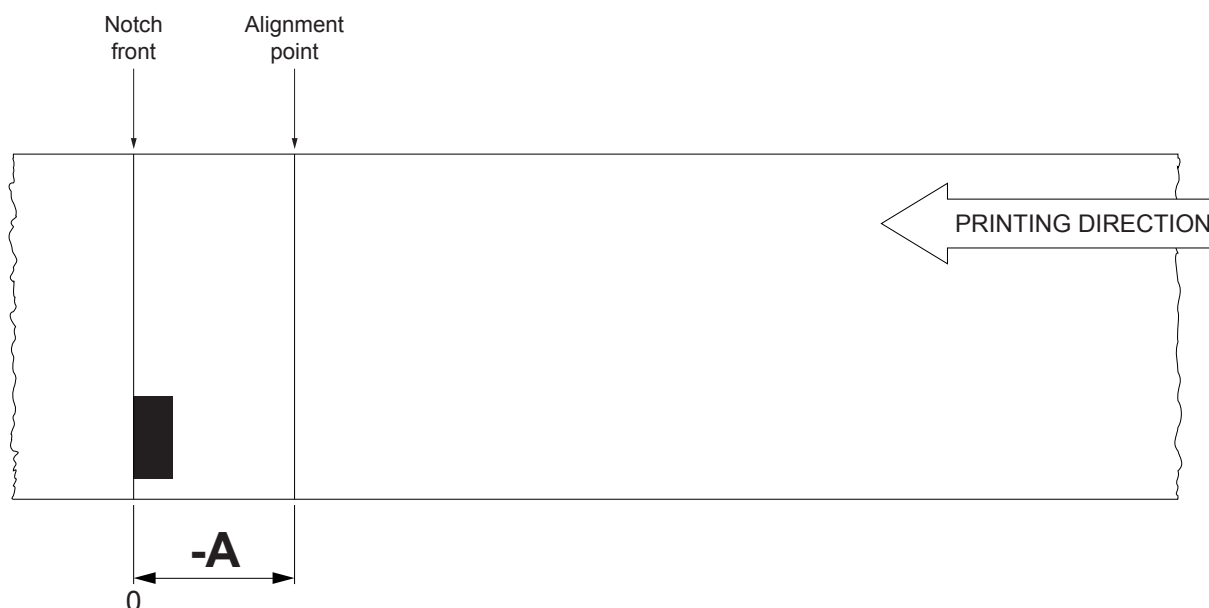 Notch
front
Alignment
point
PRINTING DIRECTION
-A
0